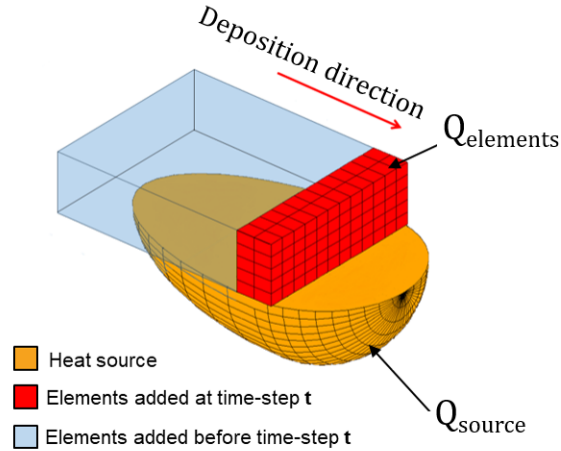 Deposition direction
Qelements
Heat source
Elements added at time-step t
Elements added before time-step t
Qsource